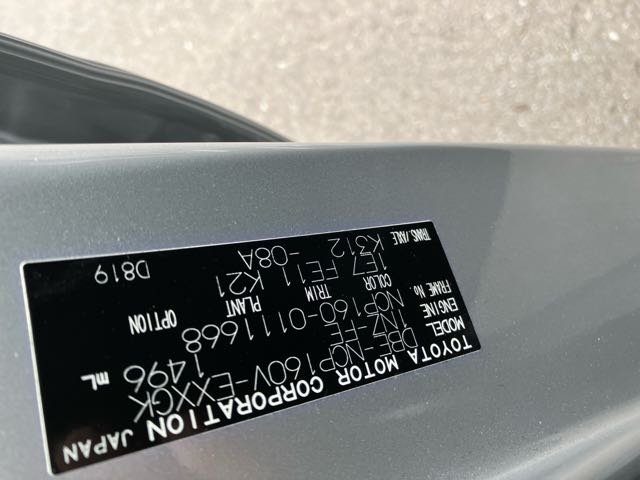 TOYOTA MOTOR CORPORATION JAPAN
MODEL DBE-NCP160V-EXXGK
ENGINE 1NZ-FE 1496 mL
FRAME No NCP160-0111668
COLOR TRIM PLANT OPTION
1E7 FE11 K21
TRANS./AXLE
K312 -08A
D819